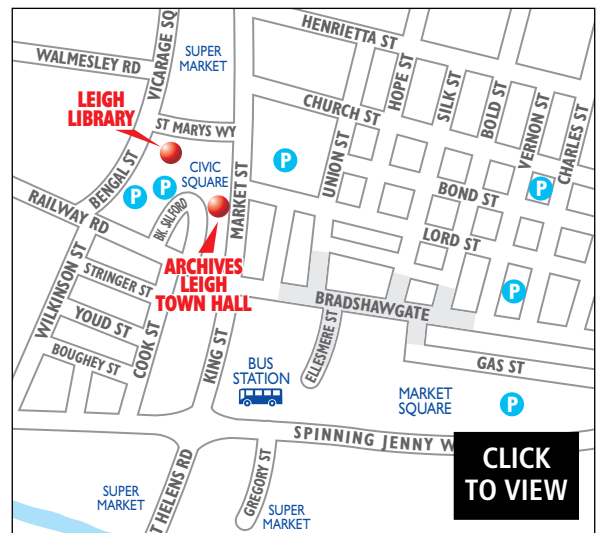 HENRIETTA ST
WALMESLEY RD
VICARAGE SQ
SUPER
MARKET
LEIGH
LIBRARY
ST MARYS WY
CHURCH ST
HOPE ST
SILK ST
BOLD ST
VERNON ST
CHARLES ST
BENGAL ST
CIVIC
SQUARE
MARKET ST
P
UNION ST
P
P
P
BOND ST
RAILWAY RD
BK. SALFORD
LORD ST
ARCHIVES
LEIGH
TOWN HALL
WILKINSON ST
STRINGER ST
YOUD ST
BOUGHEY ST
COOK ST
KING ST
BRADSHAWGATE
P
ELLESMERE ST
GAS ST
BUS
STATION
MARKET
SQUARE
P
SPINNING JENNY W
CLICK
TO VIEW
SUPER
MARKET
T HELENS RD
GREGORY ST
SUPER
MARKET